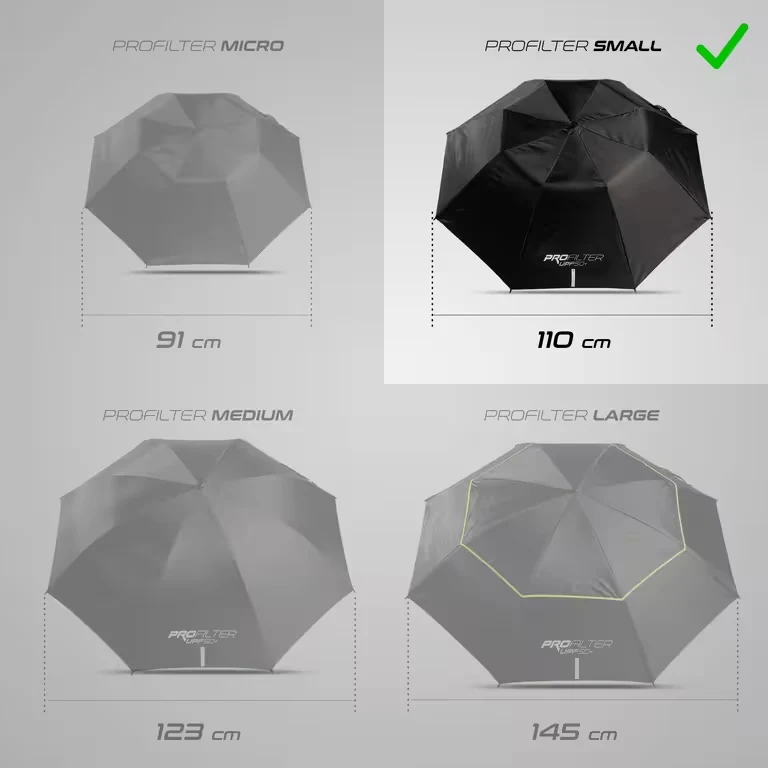 PROFILTER MICRO
91 cm
PROFILTER SMALL
PROFILTER
UPF50+
110 cm
PROFILTER MEDIUM
PROFILTER
UPF50+
123 cm
PROFILTER LARGE
PROFILTER
UPF50+
145 cm